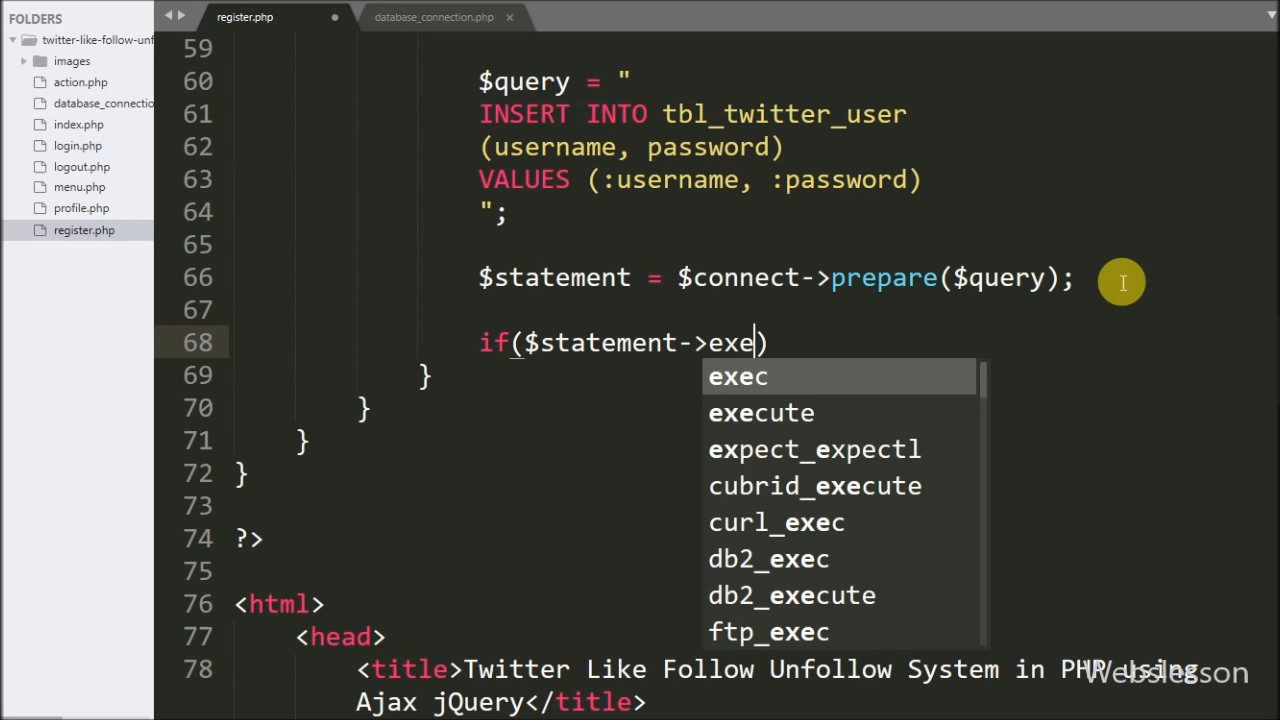 FOLDERS
twitter-like-follow-unf
images
action.php
database_connectio
index.php
login.php
logout.php
menu.php
profile.php
register.php
register.php
database_connection.php ×
59
60 $query = "
61 INSERT INTO tbl_twitter_user
62 (username, password)
63 VALUES (:username, :password)
64 ";
65
66 $statement = $connect->prepare($query);
67
68 if($statement->exe)
exec
execute
expect_expectl
cubrid_execute
curl_exec
db2_exec
db2_execute
ftp_exec
69 }
70 }
71 }
72 }
73
74 ?>
75
76 <html>
77 <head>
78 <title>Twitter Like Follow Unfollow System in PHP using
Ajax jQuery</title>
Webslesson